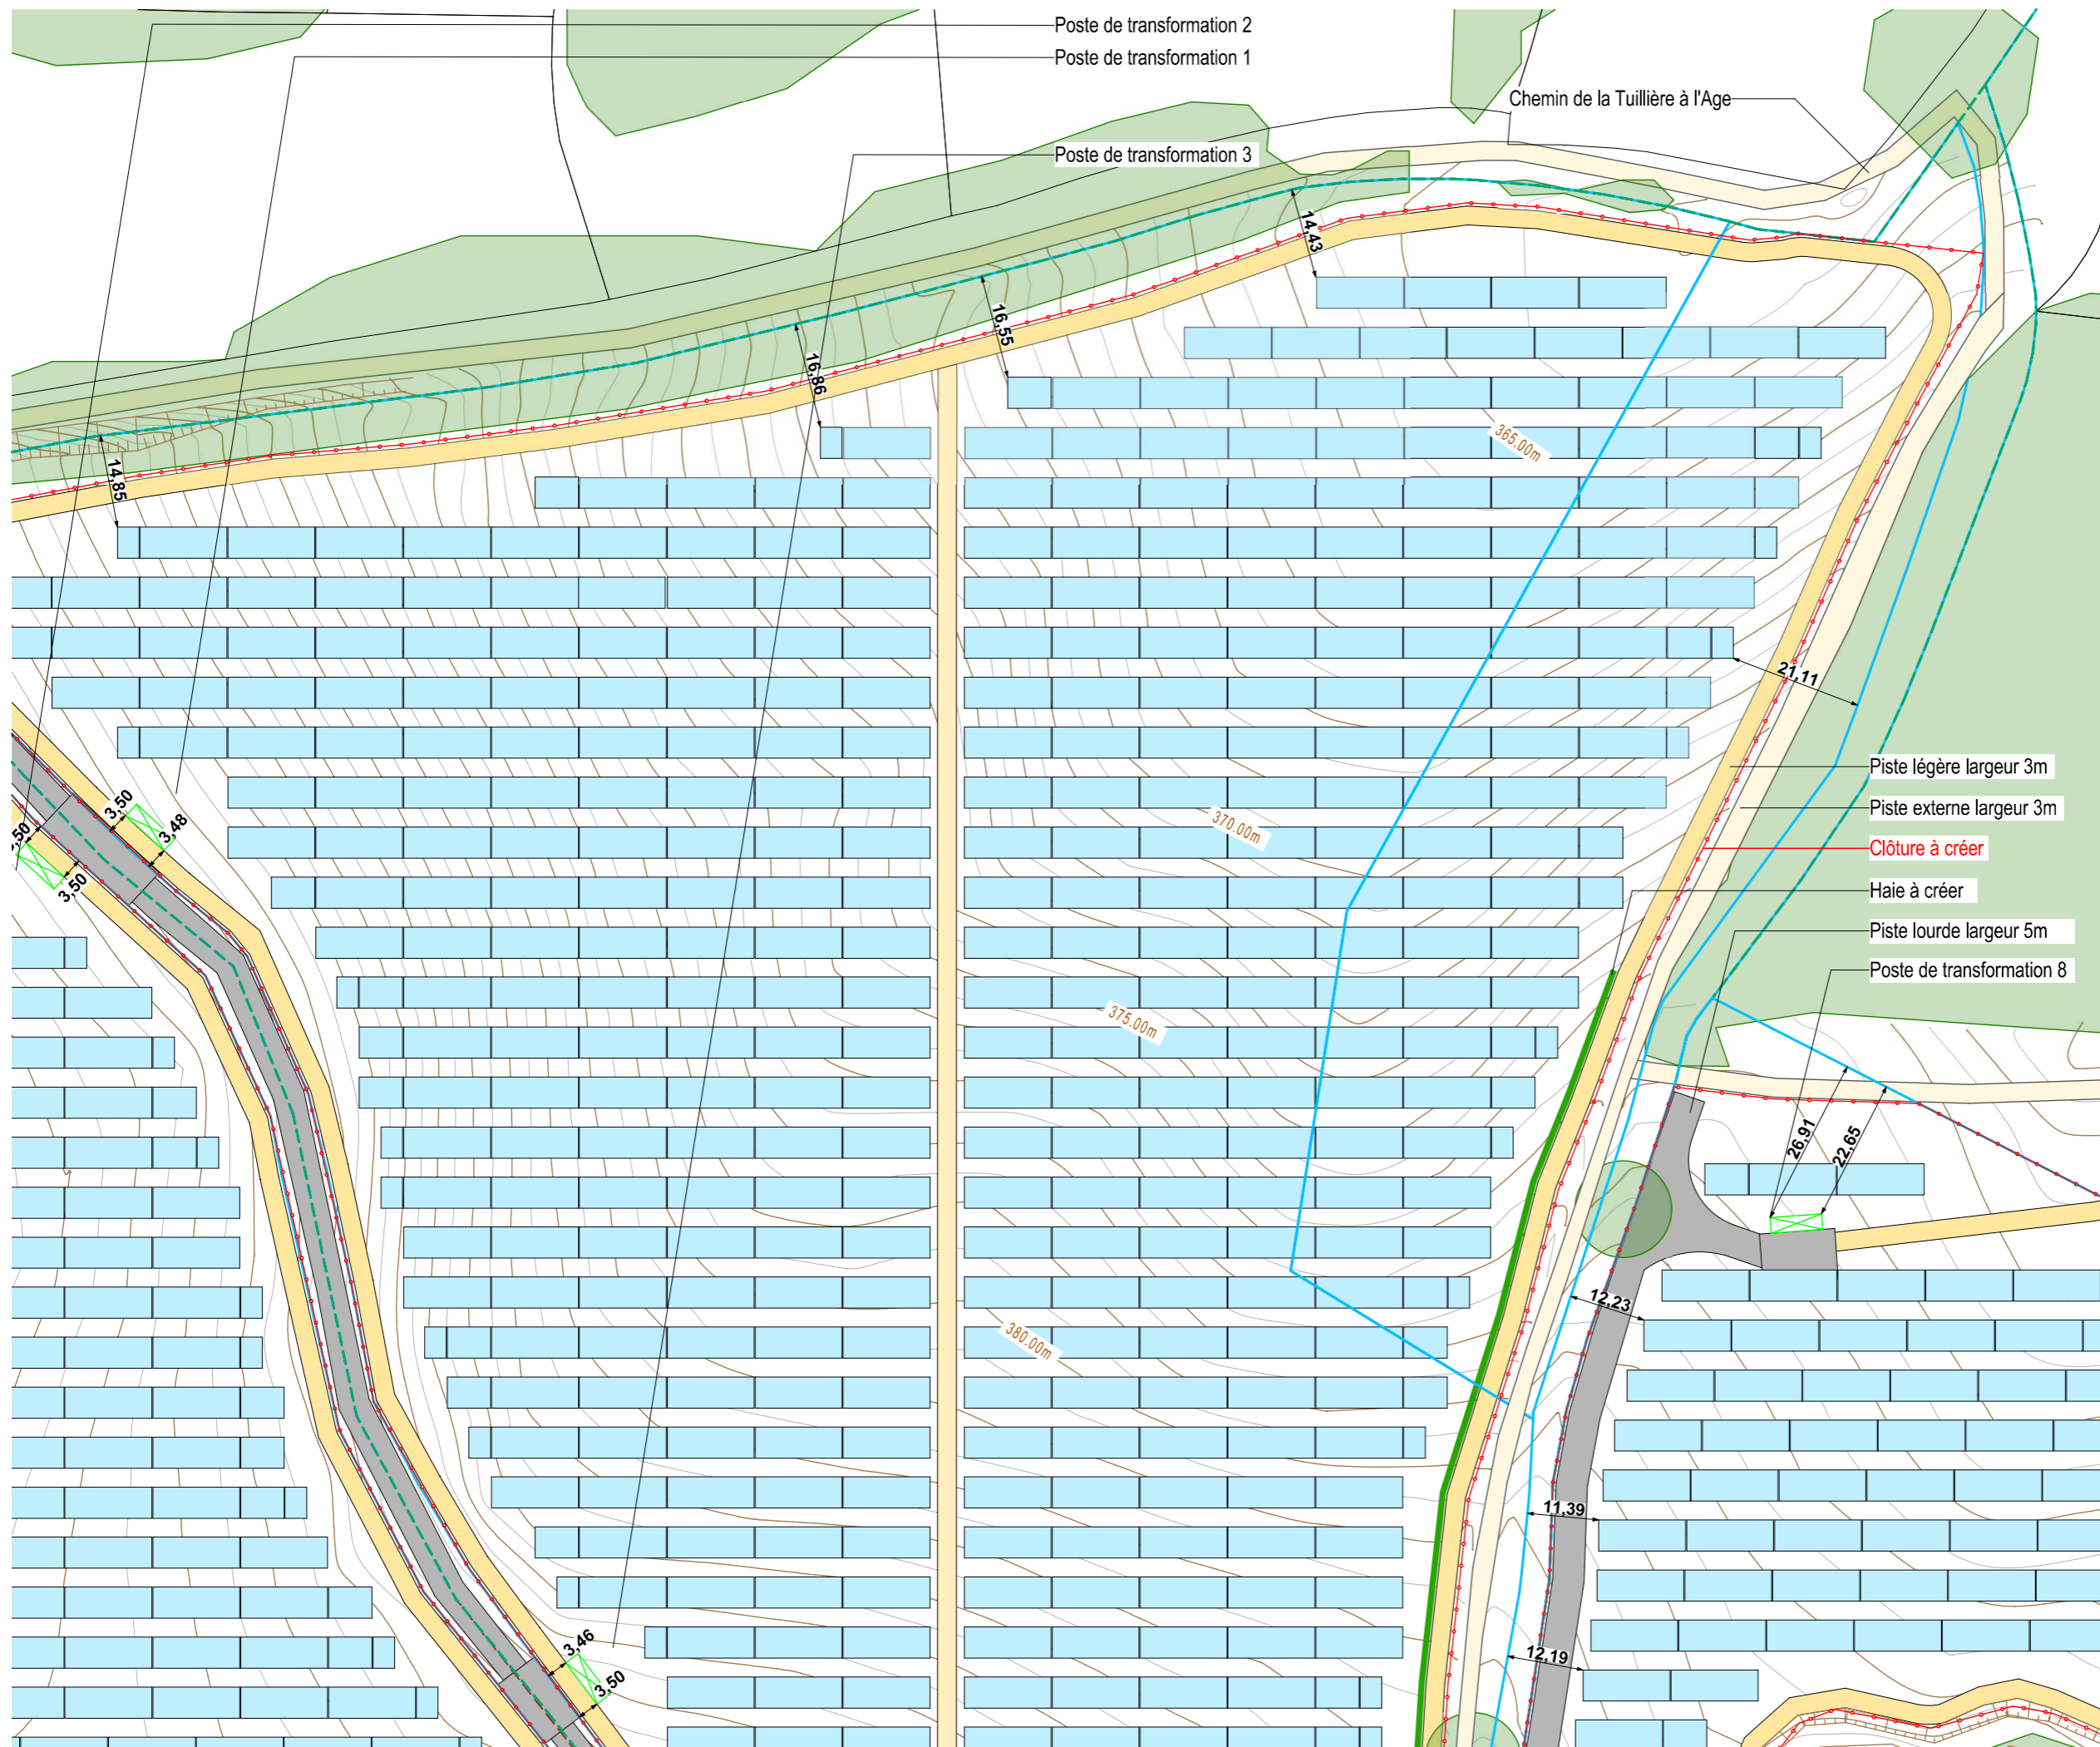 Poste de transformation 2
Poste de transformation 1
Chemin de la Tuillière à l'Age
Poste de transformation 3
14,43
16,55
16,86
365.00m
14,85
21,11
Piste légère largeur 3m
3,50
Piste externe largeur 3m
3,48
370.00m
Clôture à créer
3,50
Haie à créer
Piste lourde largeur 5m
Poste de transformation 8
375.00m
26,91
22,65
12,23
380.00m
11,39
3,46
12,19
3,50